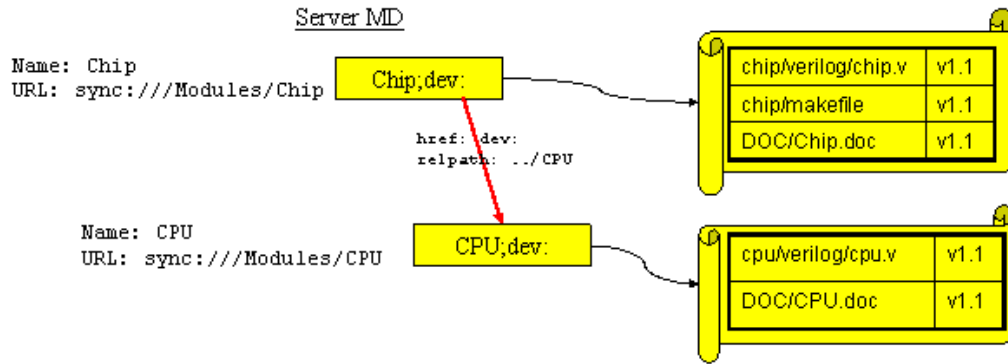 Server MD
Name: Chip
URL: sync:///Modules/Chip
Chip;dev:
chip/verilog/chip.v v1.1
chip/makefile v1.1
DOC/Chip.doc v1.1
href: dev:
relpath: ../CPU
Name: CPU
URL: sync:///Modules/CPU
CPU;dev:
cpu/verilog/cpu.v v1.1
DOC/CPU.doc v1.1